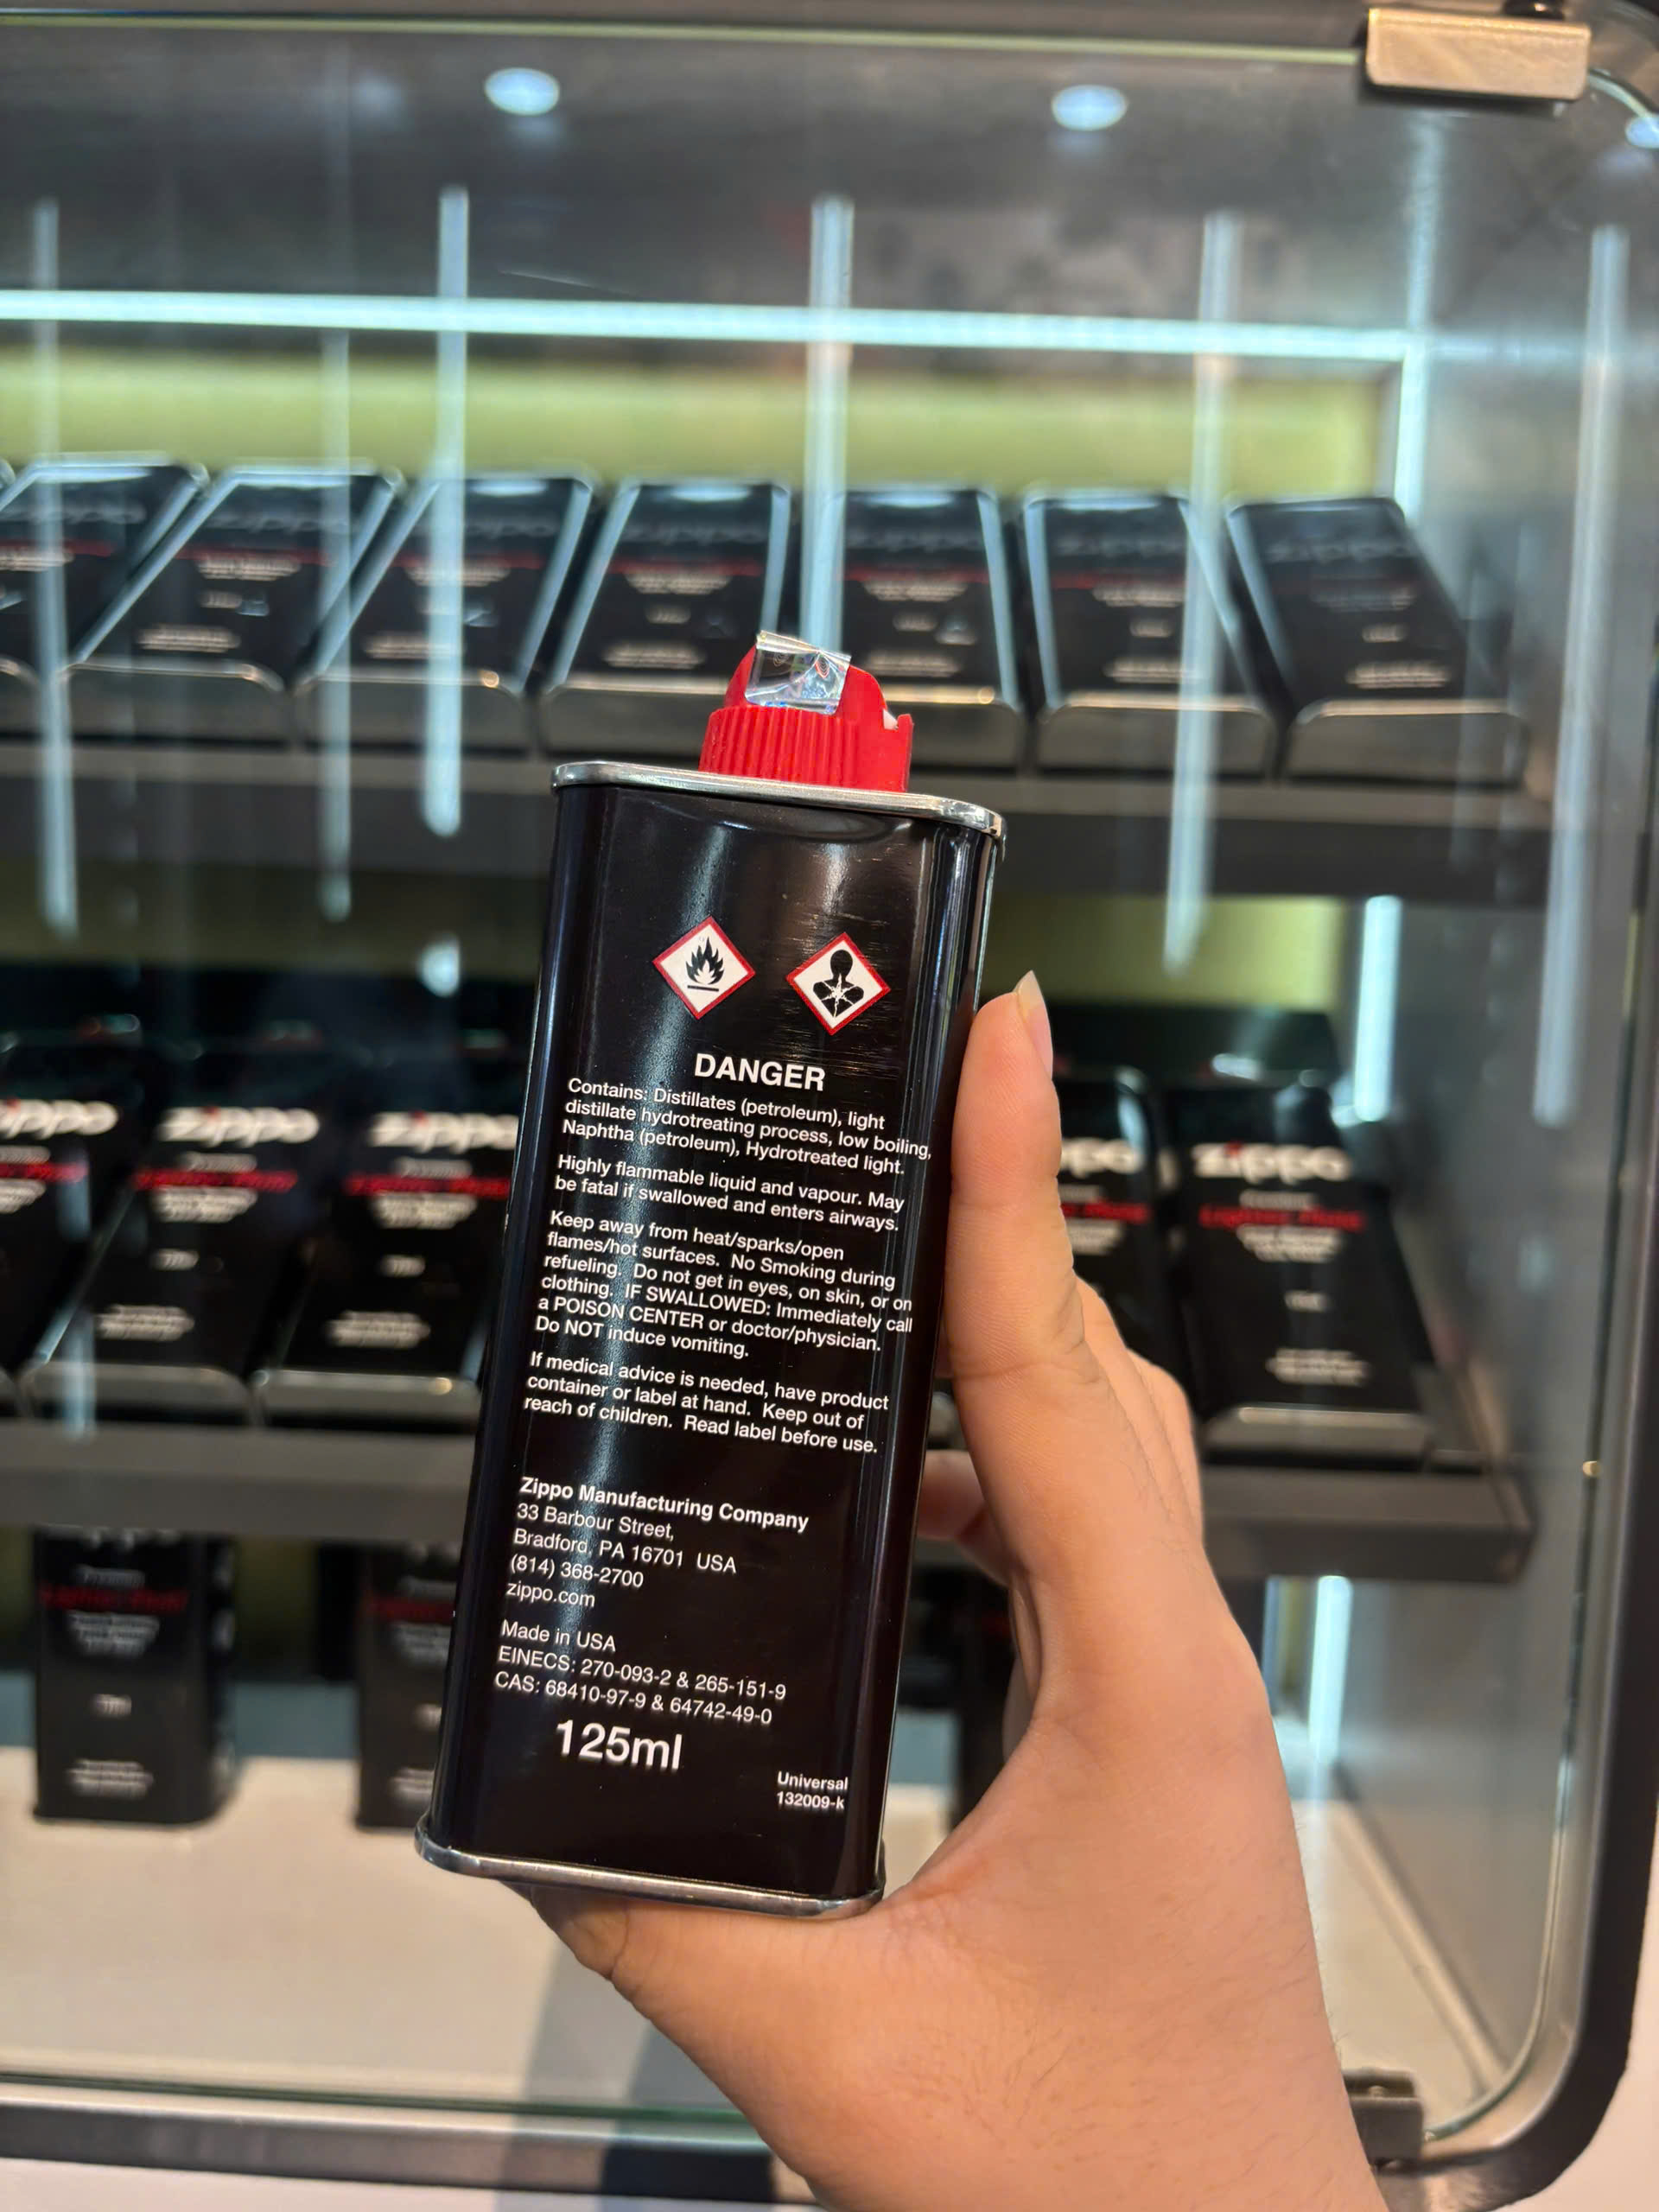 DANGER
Contains: Distillates (petroleum), light
distillate hydrotreating process, low boiling,
Naphtha (petroleum), Hydrotreated light.
Highly flammable liquid and vapour. May
be fatal if swallowed and enters airways.
Keep away from heat/sparks/open
flames/hot surfaces. No Smoking during
refueling. Do not get in eyes, on skin, or on
clothing. IF SWALLOWED: Immediately call
a POISON CENTER or doctor/physician.
Do NOT induce vomiting.
If medical advice is needed, have product
container or label at hand. Keep out of
reach of children. Read label before use.
Zippo Manufacturing Company
33 Barbour Street,
Bradford, PA 16701 USA
(814) 368-2700
zippo.com
Made in USA
EINECS: 270-093-2 & 265-151-9
CAS: 68410-97-9 & 64742-49-0
125ml
Universal
132009-k
zippo
zippo
zippo
zippo